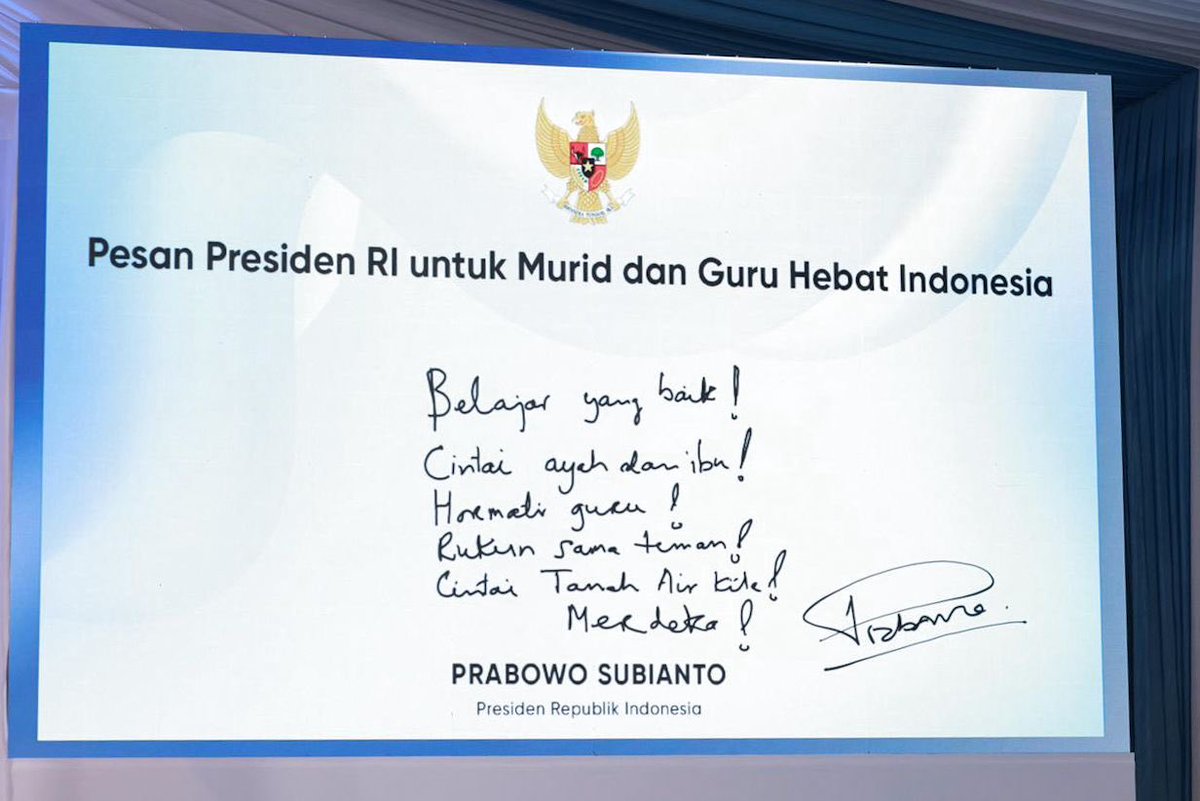 Pesan Presiden RI untuk Murid dan Guru Hebat Indonesia
Belajar yang baik!
Cintai ayah dan ibu!
Hormati guru!
Rukun sama teman!
Cintai Tanah Air kita!
Merdeka!
PRABOWO SUBIANTO
Presiden Republik Indonesia